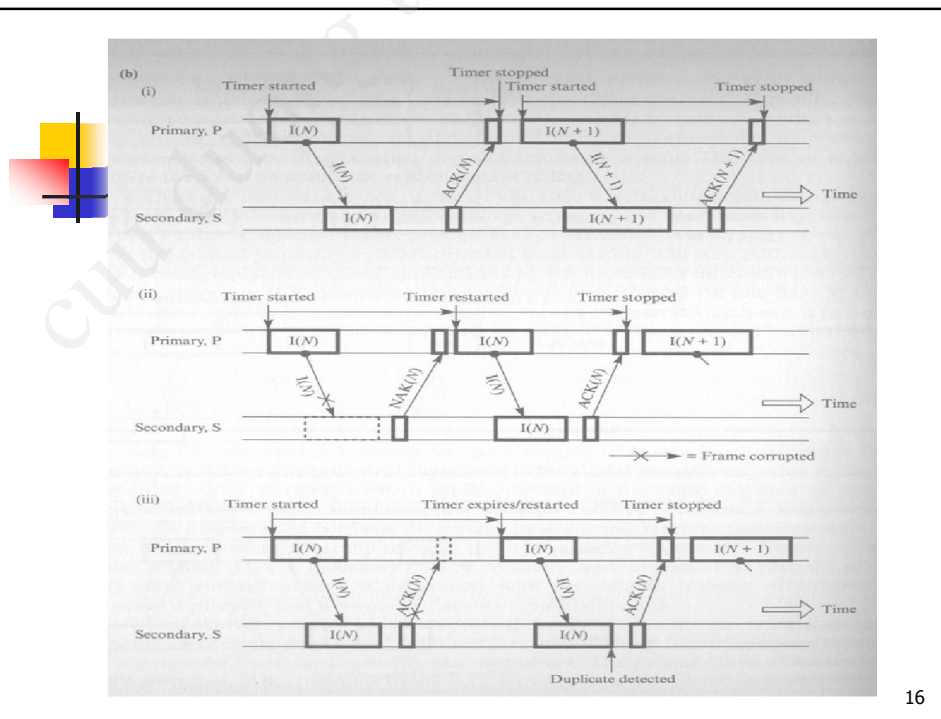 (b)
Timer stopped
(i)
Timer started
Timer started
Timer stopped
Primary, P
I(N)
I(N + 1)
I(N)
ACK(N)
I(N+1)
ACK(N+1)
Time
Secondary, S
I(N)
I(N + 1)
(ii)
Timer started
Timer restarted
Timer stopped
Primary, P
I(N)
I(N)
I(N + 1)
I(N)
NAK(N)
I(N)
ACK(N)
Time
Secondary, S
I(N)
= Frame corrupted
(iii)
Timer started
Timer expires/restarted
Timer stopped
Primary, P
I(N)
I(N)
I(N + 1)
I(N)
ACK(N)
I(N)
ACK(N)
Time
Secondary, S
I(N)
I(N)
Duplicate detected
16